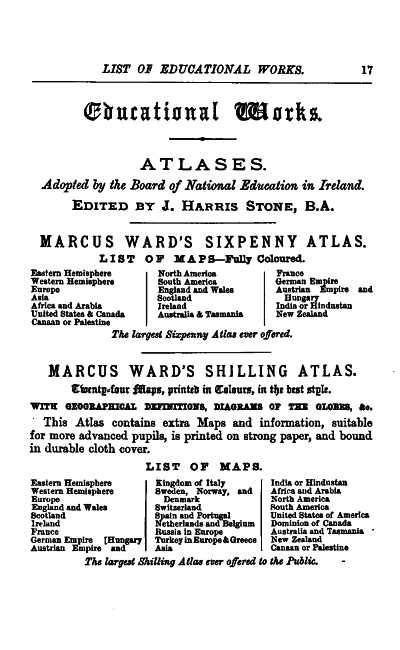 LIST OF EDUCATIONAL WORKS. 17
Educational Works.
ATLASES.
Adopted by the Board of National Education in Ireland.
EDITED BY J. HARRIS STONE, B.A.
MARCUS WARD'S SIXPENNY ATLAS.
LIST OF MAPS—Fully Coloured.
Eastern Hemisphere
Western Hemisphere
Europe
Asia
Africa and Arabia
United States & Canada
Canaan or Palestine
North America
South America
England and Wales
Scotland
Ireland
Australia & Tasmania
France
German Empire
Austrian Empire and
Hungary
India or Hindustan
New Zealand
The largest Sixpenny Atlas ever offered.
MARCUS WARD'S SHILLING ATLAS.
Twenty-four Maps, printed in Colours, in the best style.
WITH GEOGRAPHICAL DEFINITIONS, DIAGRAMS OF THE GLOBES, &c.
This Atlas contains extra Maps and information, suitable
for more advanced pupils, is printed on strong paper, and bound
in durable cloth cover.
LIST OF MAPS.
Eastern Hemisphere
Western Hemisphere
Europe
England and Wales
Scotland
Ireland
France
German Empire [Hungary
Austrian Empire and
Kingdom of Italy
Sweden, Norway, and
Denmark
Switzerland
Spain and Portugal
Netherlands and Belgium
Russia in Europe
Turkey in Europe & Greece
Asia
India or Hindustan
Africa and Arabia
North America
South America
United States of America
Dominion of Canada
Australia and Tasmania
New Zealand
Canaan or Palestine
The largest Shilling Atlas ever offered to the Public.